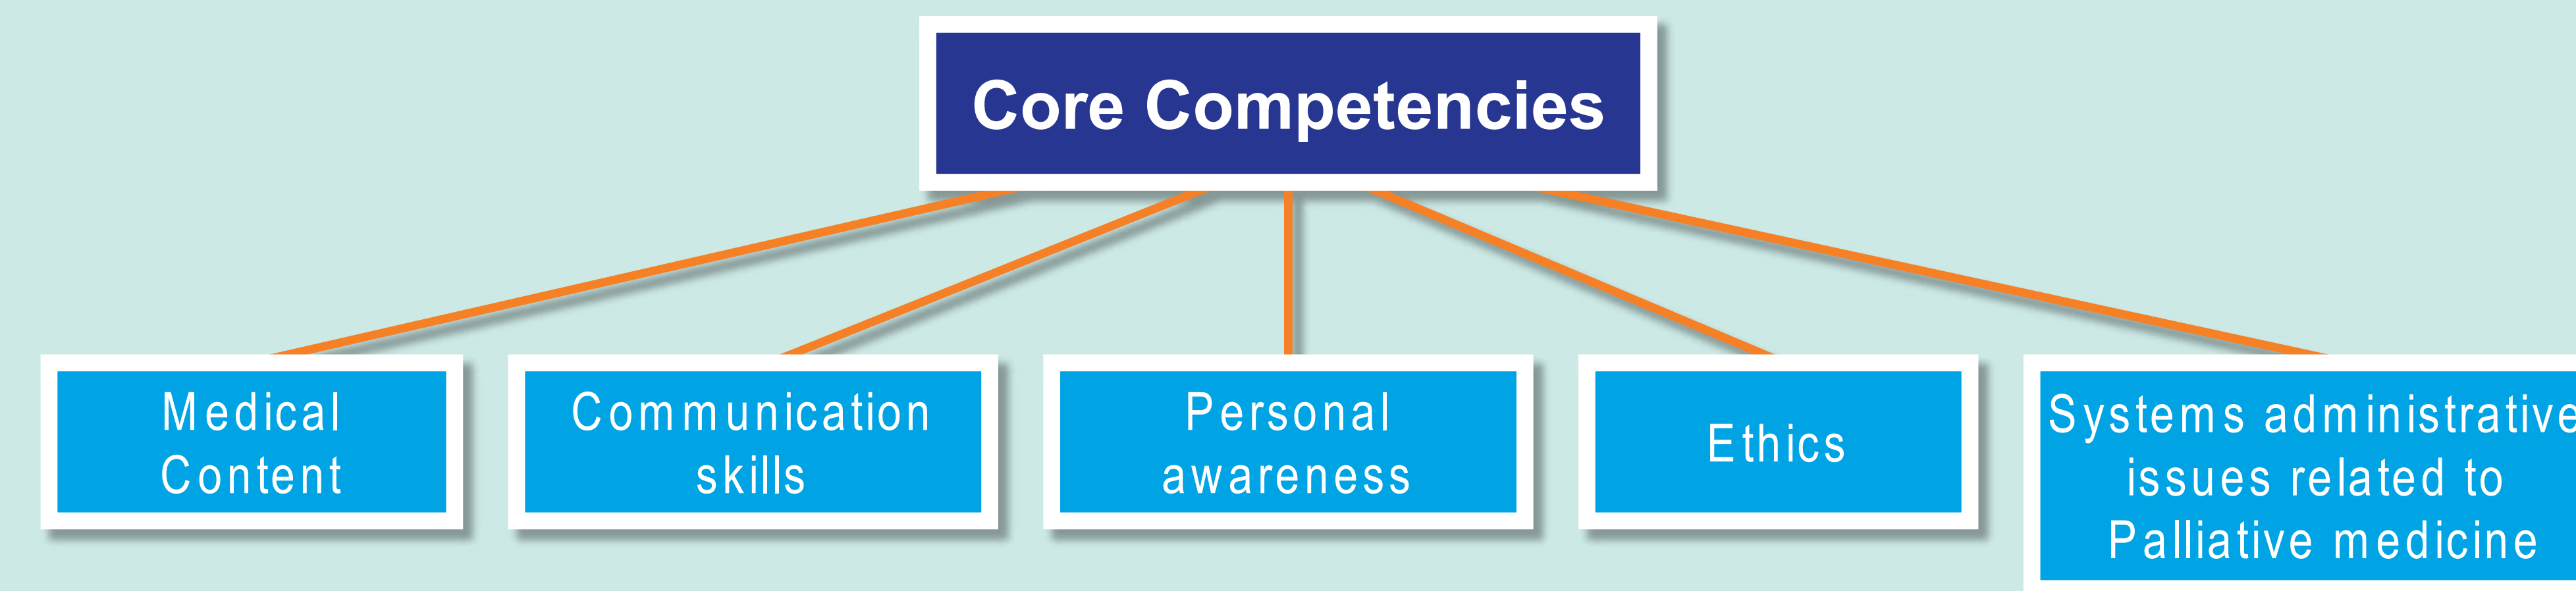 Core Competencies
Medical
Content
Communication
skills
Personal
awareness
Ethics
Systems administrative
issues related to
Palliative medicine